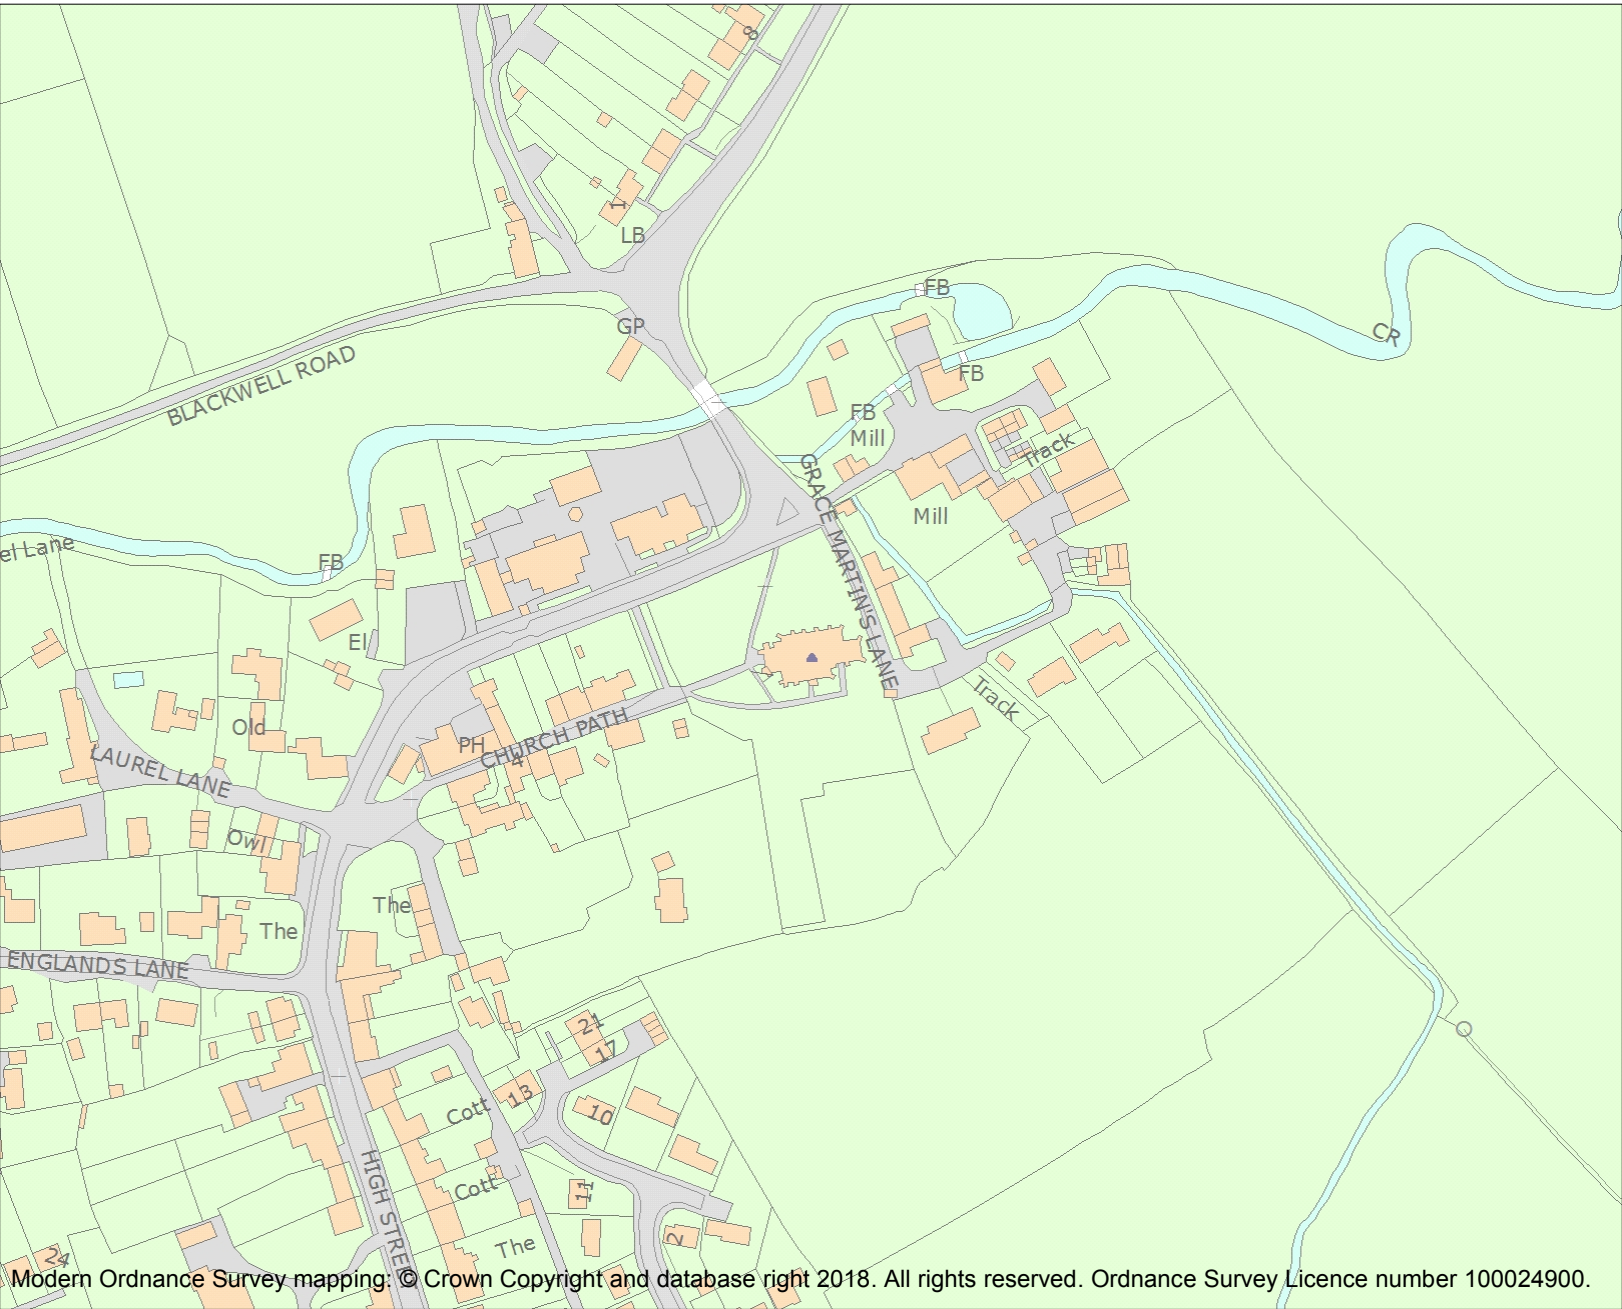 8
1
LB
FB
GP
CR
BLACKWELL ROAD
FB
FB
Mill
Track
GRACE MARTIN'S LANE
Mill
el Lane
FB
El
Track
Old
PH
CHURCH PATH
4
LAUREL LANE
Owl
The
The
ENGLANDS LANE
21
17
13
10
Cott
HIGH STREET
Cott
11
2
The
24
Modern Ordnance Survey mapping: © Crown Copyright and database right 2018. All rights reserved. Ordnance Survey Licence number 100024900.